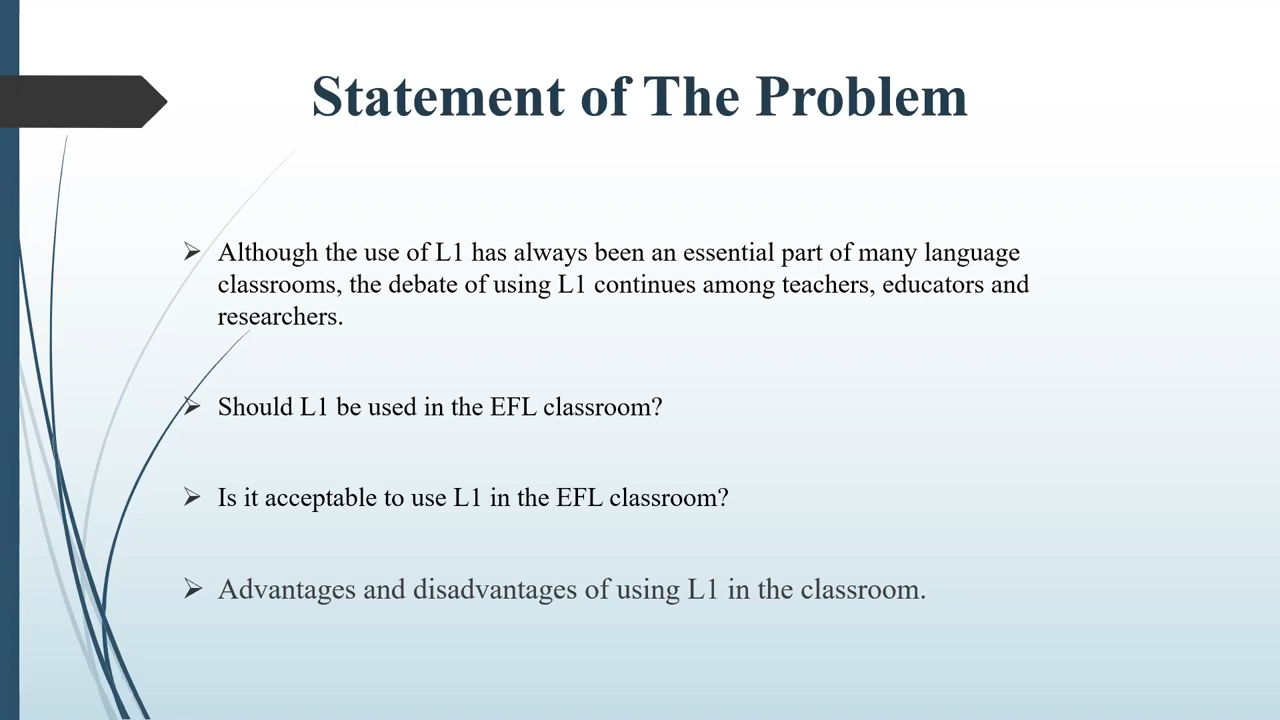 Statement of The Problem
Although the use of L1 has always been an essential part of many language
classrooms, the debate of using L1 continues among teachers, educators and
researchers.
Should L1 be used in the EFL classroom?
Is it acceptable to use L1 in the EFL classroom?
Advantages and disadvantages of using L1 in the classroom.